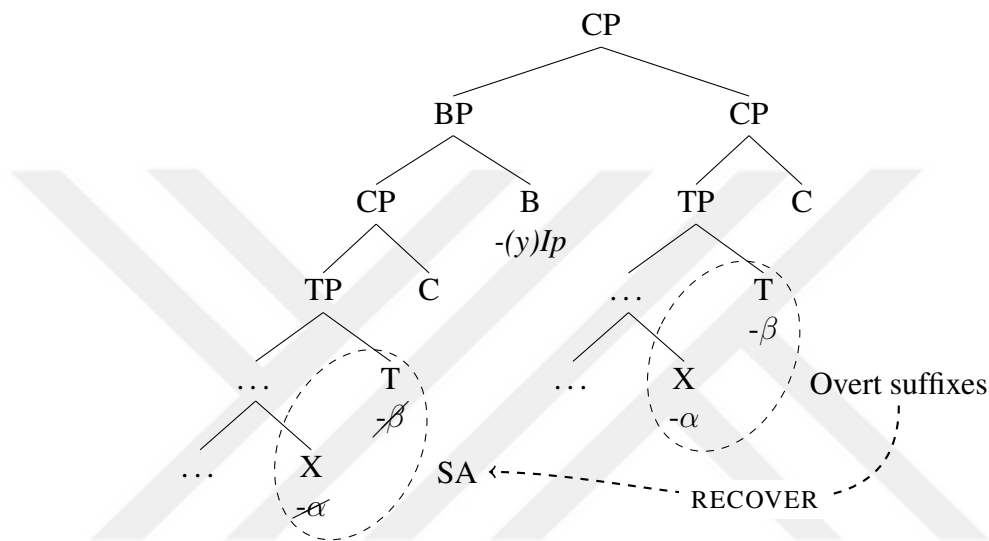 CP
BP CP
CP B TP C
-(y)Ip
TP C … T
-β
… T … X Overt suffixes
-β -α
… X SA RECOVER
-α